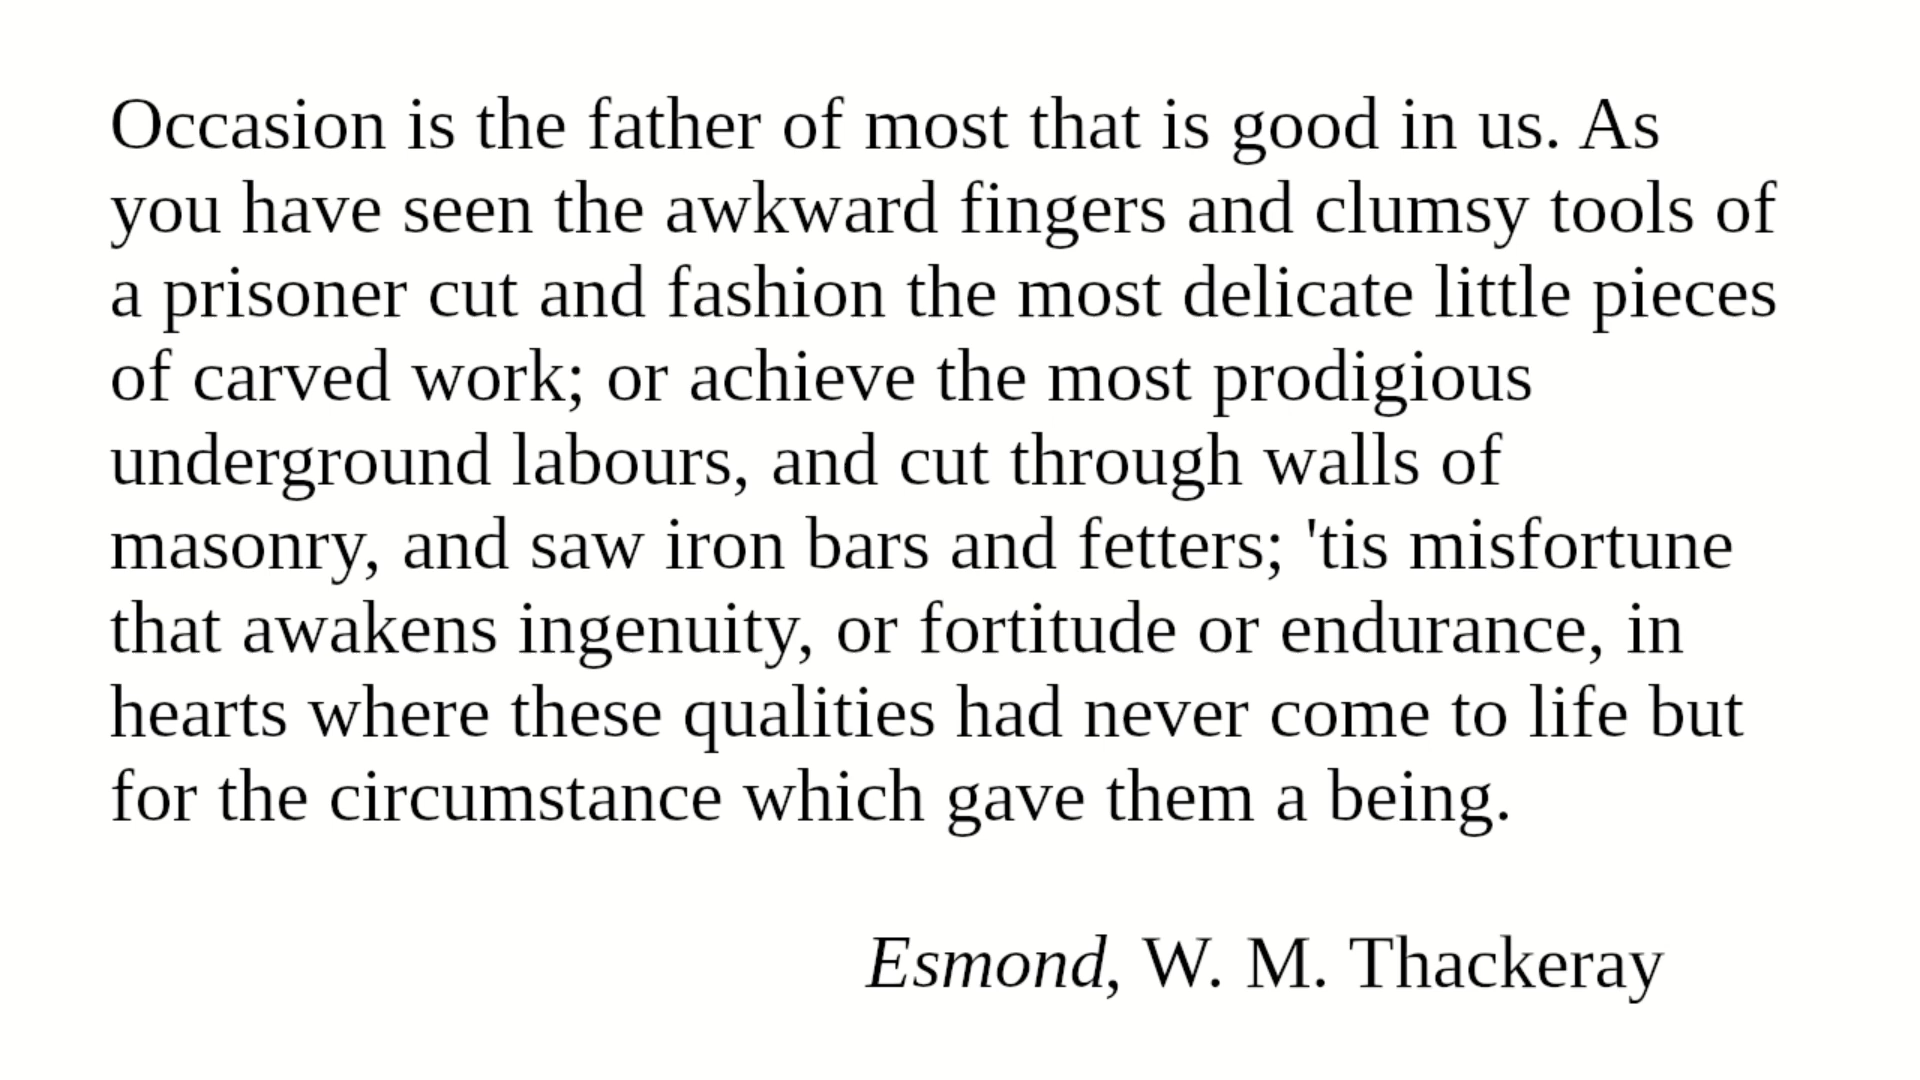 Occasion is the father of most that is good in us. As
you have seen the awkward fingers and clumsy tools of
a prisoner cut and fashion the most delicate little pieces
of carved work; or achieve the most prodigious
underground labours, and cut through walls of
masonry, and saw iron bars and fetters; 'tis misfortune
that awakens ingenuity, or fortitude or endurance, in
hearts where these qualities had never come to life but
for the circumstance which gave them a being.
Esmond, W. M. Thackeray